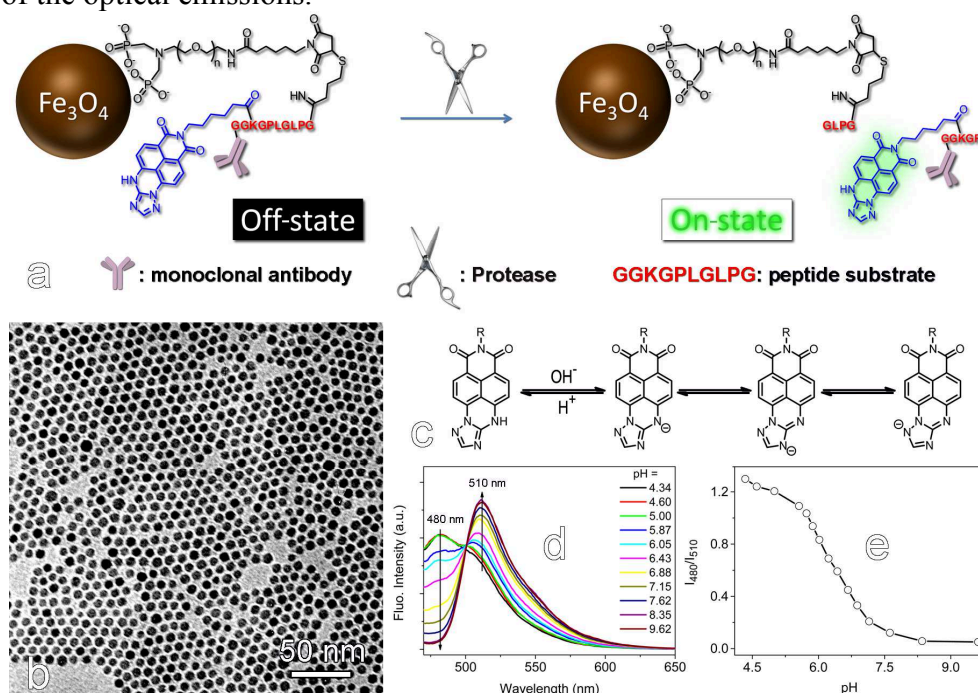 of the optical emissions.
Fe3O4
GGKGPLGLPG
Off-state
Fe3O4
GLPG
GGKGP
On-state
a
: monoclonal antibody
: Protease
GGKGPLGLPG: peptide substrate
b
50 nm
c
OH-
H+
d
Fluo. Intensity (a.u.)
480 nm
510 nm
pH =
4.34
4.60
5.00
5.87
6.05
6.43
6.88
7.15
7.62
8.35
9.62
500
550
600
650
Wavelength (nm)
e
I480/I510
1.2
0.8
0.4
0.0
4.5
6.0
7.5
9.0
pH